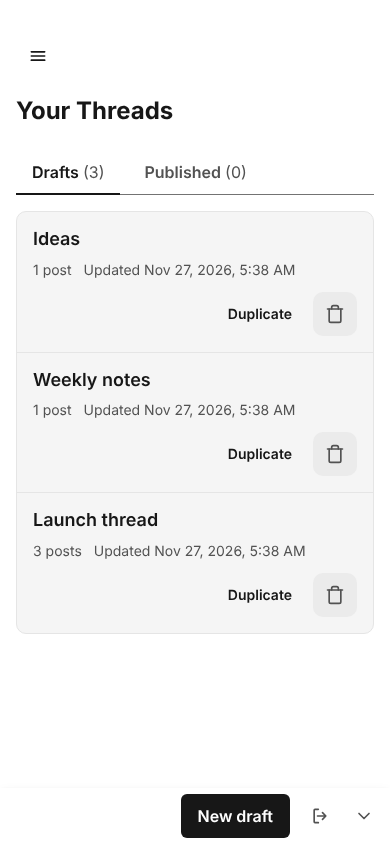 Your Threads
Drafts (3) Published (0)
Ideas
1 post Updated Nov 27, 2026, 5:38 AM
Duplicate
Weekly notes
1 post Updated Nov 27, 2026, 5:38 AM
Duplicate
Launch thread
3 posts Updated Nov 27, 2026, 5:38 AM
Duplicate
New draft